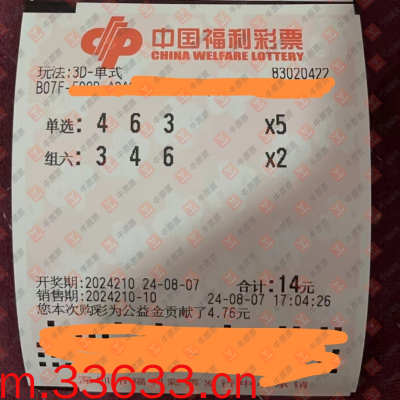 中国福利彩票
CHINA WELFARE LOTTERY
玩法:3D-单式 83020422
B07F-
单选: 4 6 3 x5
组六: 3 4 6 x2
开奖期:2024210 24-08-07 合计:14元
销售期:2024210-10 24-08-07 17:04:26
您本次购彩为公益金贡献了4.76元
m.33633.cn